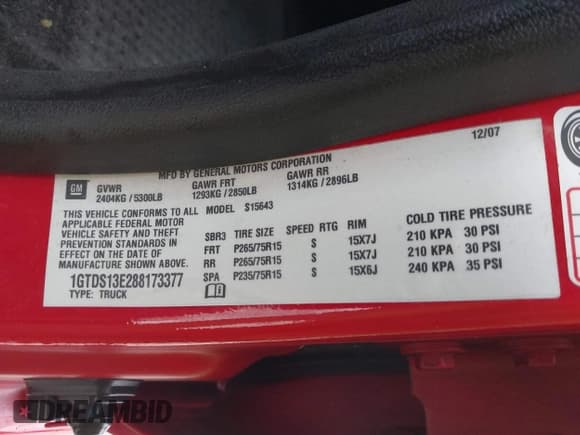 12/07
MFD BY GENERAL MOTORS CORPORATION
GM
GVWR GAWR FRT GAWR RR
2404KG / 5300LB 1293KG / 2850LB 1314KG / 2896LB
THIS VEHICLE CONFORMS TO ALL MODEL S15643
APPLICABLE FEDERAL MOTOR
VEHICLE SAFETY AND THEFT
PREVENTION STANDARDS IN
EFFECT ON THE DATE OF
MANUFACTURE SHOWN ABOVE.
1GTDS13E288173377
TYPE: TRUCK
SBR3 TIRE SIZE SPEED RTG RIM COLD TIRE PRESSURE
FRT P265/75R15 S 15X7J 210 KPA 30 PSI
RR P265/75R15 S 15X7J 210 KPA 30 PSI
SPA P235/75R15 S 15X6J 240 KPA 35 PSI
DREAMBID